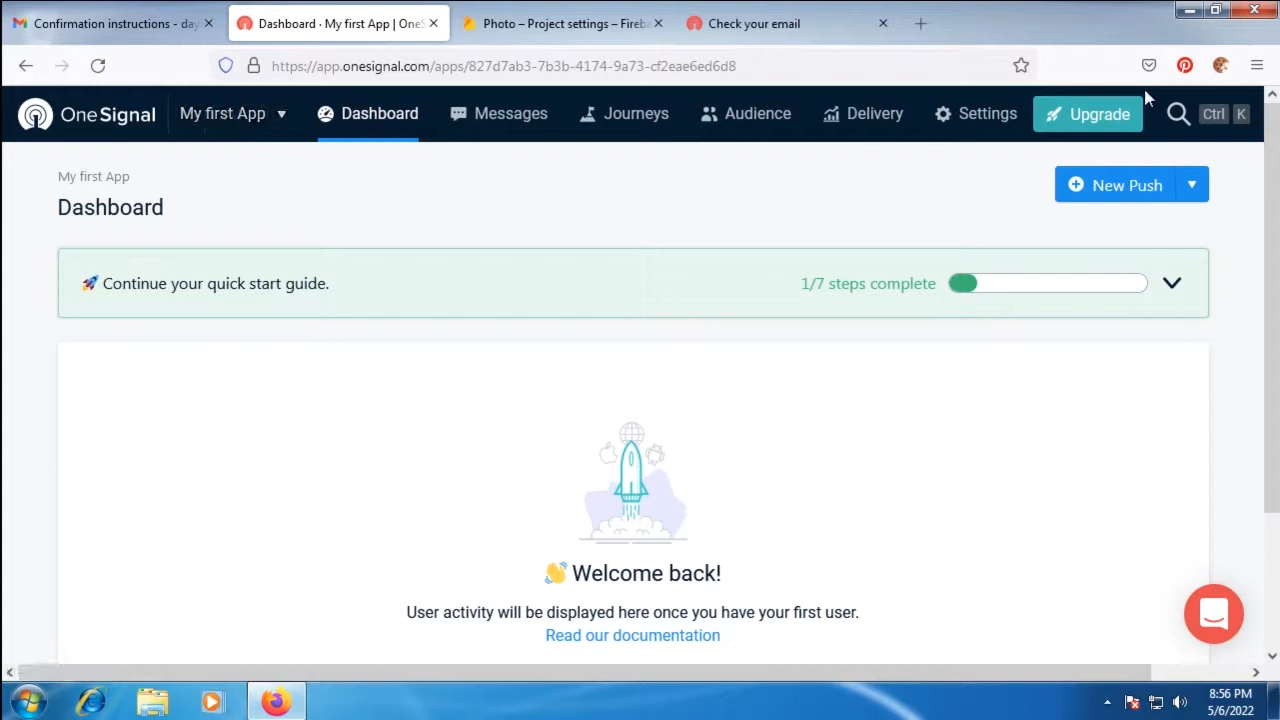 Confirmation instructions - day
Dashboard · My first App | OneS
Photo – Project settings – Fireba
Check your email
https://app.onesignal.com/apps/827d7ab3-7b3b-4174-9a73-cf2eae6ed6d8
OneSignal
My first App
Dashboard
Messages
Journeys
Audience
Delivery
Settings
Upgrade
Ctrl K
My first App
Dashboard
New Push
🚀 Continue your quick start guide.
1/7 steps complete
👋 Welcome back!
User activity will be displayed here once you have your first user.
Read our documentation
8:56 PM
5/6/2022